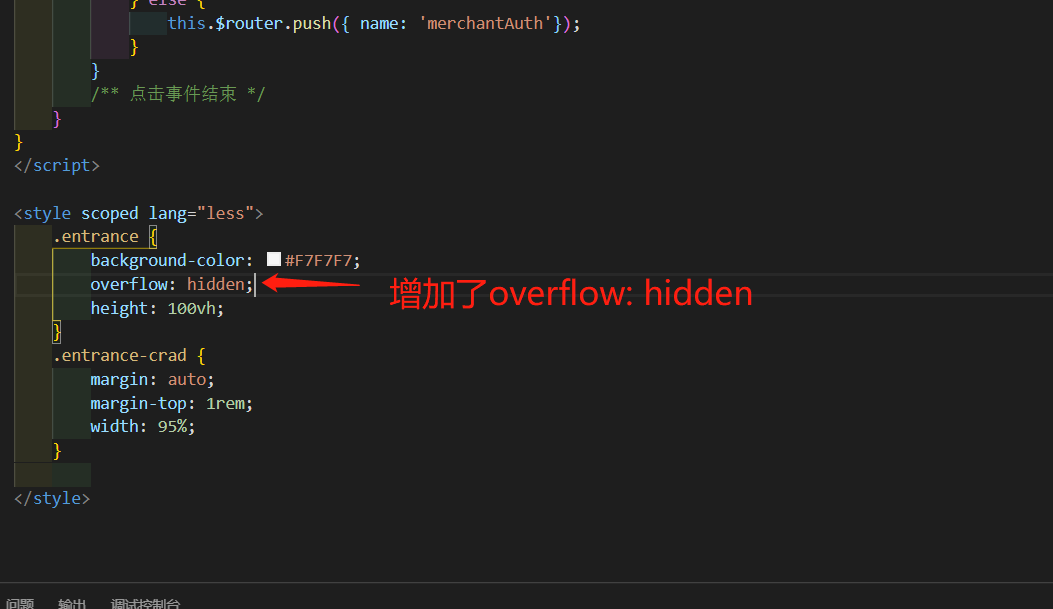 } else {
this.$router.push({ name: 'merchantAuth'});
}
}
/** 点击事件结束 */
}
}
</script>
<style scoped lang="less">
.entrance {
background-color: #F7F7F7;
overflow: hidden;
增加了overflow: hidden
height: 100vh;
}
.entrance-crad {
margin: auto;
margin-top: 1rem;
width: 95%;
}
</style>
问题 输出 调试控制台